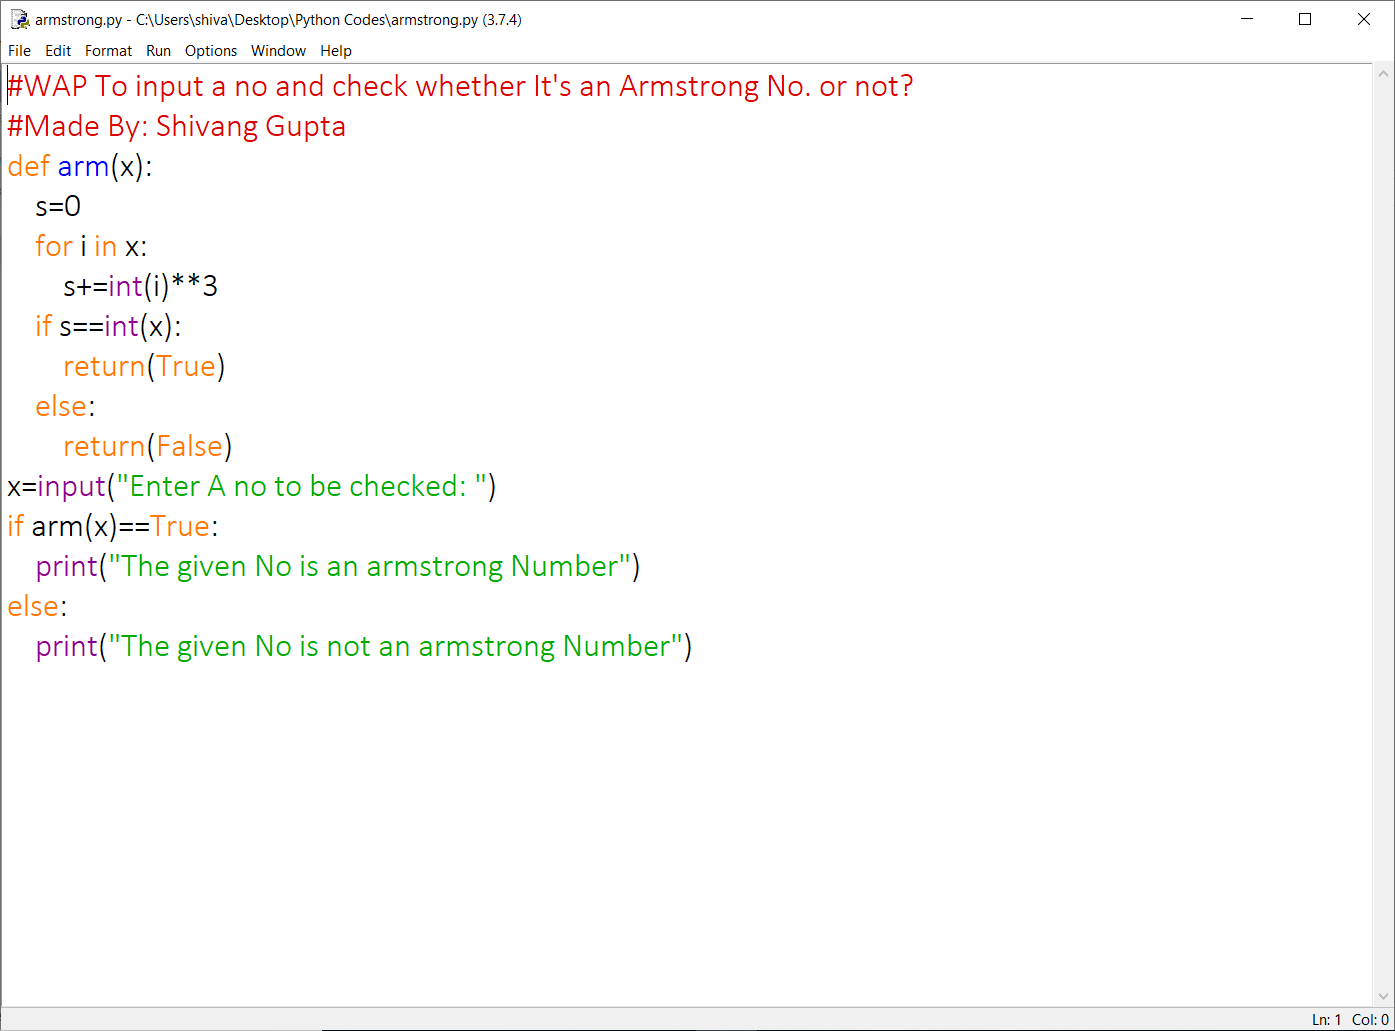 armstrong.py - C:\Users\shiva\Desktop\Python Codes\armstrong.py (3.7.4)
File Edit Format Run Options Window Help
#WAP To input a no and check whether It's an Armstrong No. or not?
#Made By: Shivang Gupta
def arm(x):
    s=0
    for i in x:
        s+=int(i)**3
    if s==int(x):
        return(True)
    else:
        return(False)
x=input("Enter A no to be checked: ")
if arm(x)==True:
    print("The given No is an armstrong Number")
else:
    print("The given No is not an armstrong Number")
Ln: 1 Col: 0